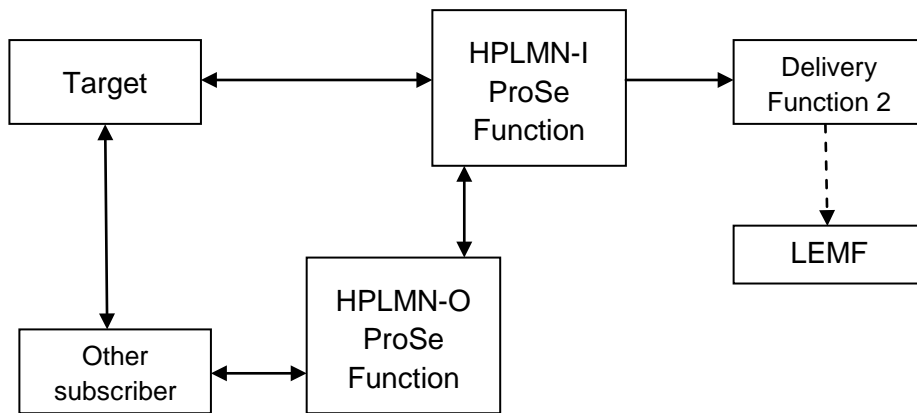 Target
HPLMN-I
ProSe
Function
Delivery
Function 2
LEMF
HPLMN-O
ProSe
Function
Other
subscriber